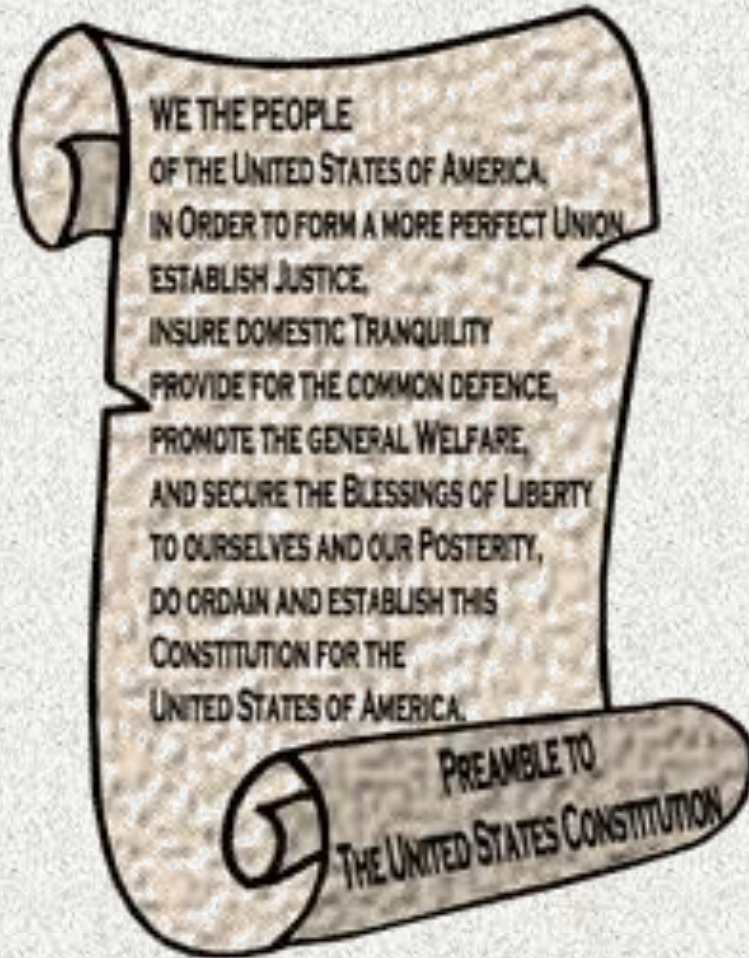 WE THE PEOPLE
OF THE UNITED STATES OF AMERICA,
IN ORDER TO FORM A MORE PERFECT UNION
ESTABLISH JUSTICE,
INSURE DOMESTIC TRANQUILITY
PROVIDE FOR THE COMMON DEFENCE,
PROMOTE THE GENERAL WELFARE,
AND SECURE THE BLESSINGS OF LIBERTY
TO OURSELVES AND OUR POSTERITY,
DO ORDAIN AND ESTABLISH THIS
CONSTITUTION FOR THE
UNITED STATES OF AMERICA.
PREAMBLE TO
THE UNITED STATES CONSTITUTION